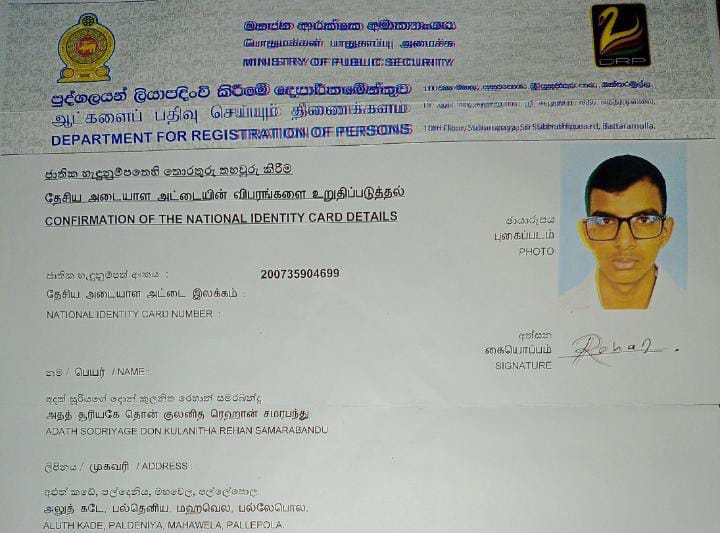 මහජන ආරක්ෂක අමාත්‍යාංශය
பொதுமக்கள் பாதுகாப்பு அமைச்சு
MINISTRY OF PUBLIC SECURITY
DRP
පුද්ගලයන් ලියාපදිංචි කිරීමේ දෙපාර්තමේන්තුව
ஆட்களைப் பதிவு செய்யும் திணைக்களம்
DEPARTMENT FOR REGISTRATION OF PERSONS
10th Floor, Suhurupaya, Sri Subhuthipura Rd, Battaramulla.
ජාතික හැඳුනුම්පතෙහි තොරතුරු තහවුරු කිරීම
தேசிய அடையாள அட்டையின் விபரங்களை உறுதிப்படுத்தல்
CONFIRMATION OF THE NATIONAL IDENTITY CARD DETAILS
ඡායාරූපය
புகைப்படம்
PHOTO
ජාතික හැඳුනුම්පත් අංකය :
200735904699
தேசிய அடையாள அட்டை இலக்கம் :
NATIONAL IDENTITY CARD NUMBER :
අත්සන
கையொப்பம்
SIGNATURE
Rehan
නම / பெயர் / NAME :
අදත් සූරියගේ දොන් කුලනිත රෙහාන් සමරබන්දු
அதத் சூரியகே தொன் குலனித ரெஹான் சமரபந்து
ADATH SOORIYAGE DON KULANITHA REHAN SAMARABANDU
ලිපිනය / முகவரி / ADDRESS :
අළුත් කඩේ, පල්දෙනිය, මහවෙල, පල්ලේපොල.
அலுத் கடே, பல்தெனிய, மஹவெல, பல்லேபொல.
ALUTH KADE, PALDENIYA, MAHAWELA, PALLEPOLA.